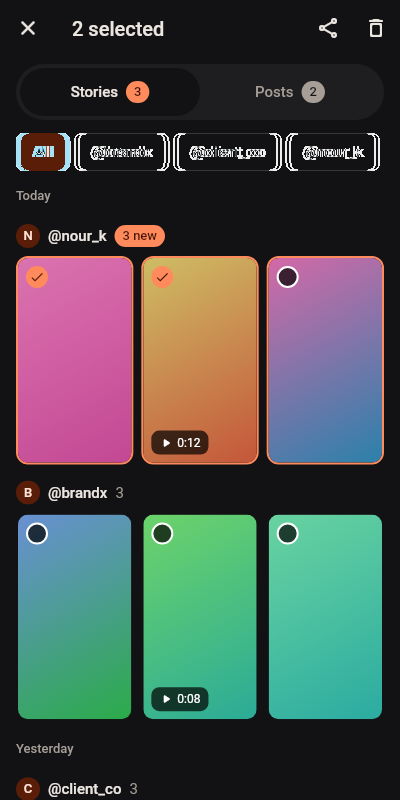 2 selected
Stories 3
Posts 2
All
Today
N @nour_k 3 new
0:12
B @brandx 3
0:08
Yesterday
C @client_co 3